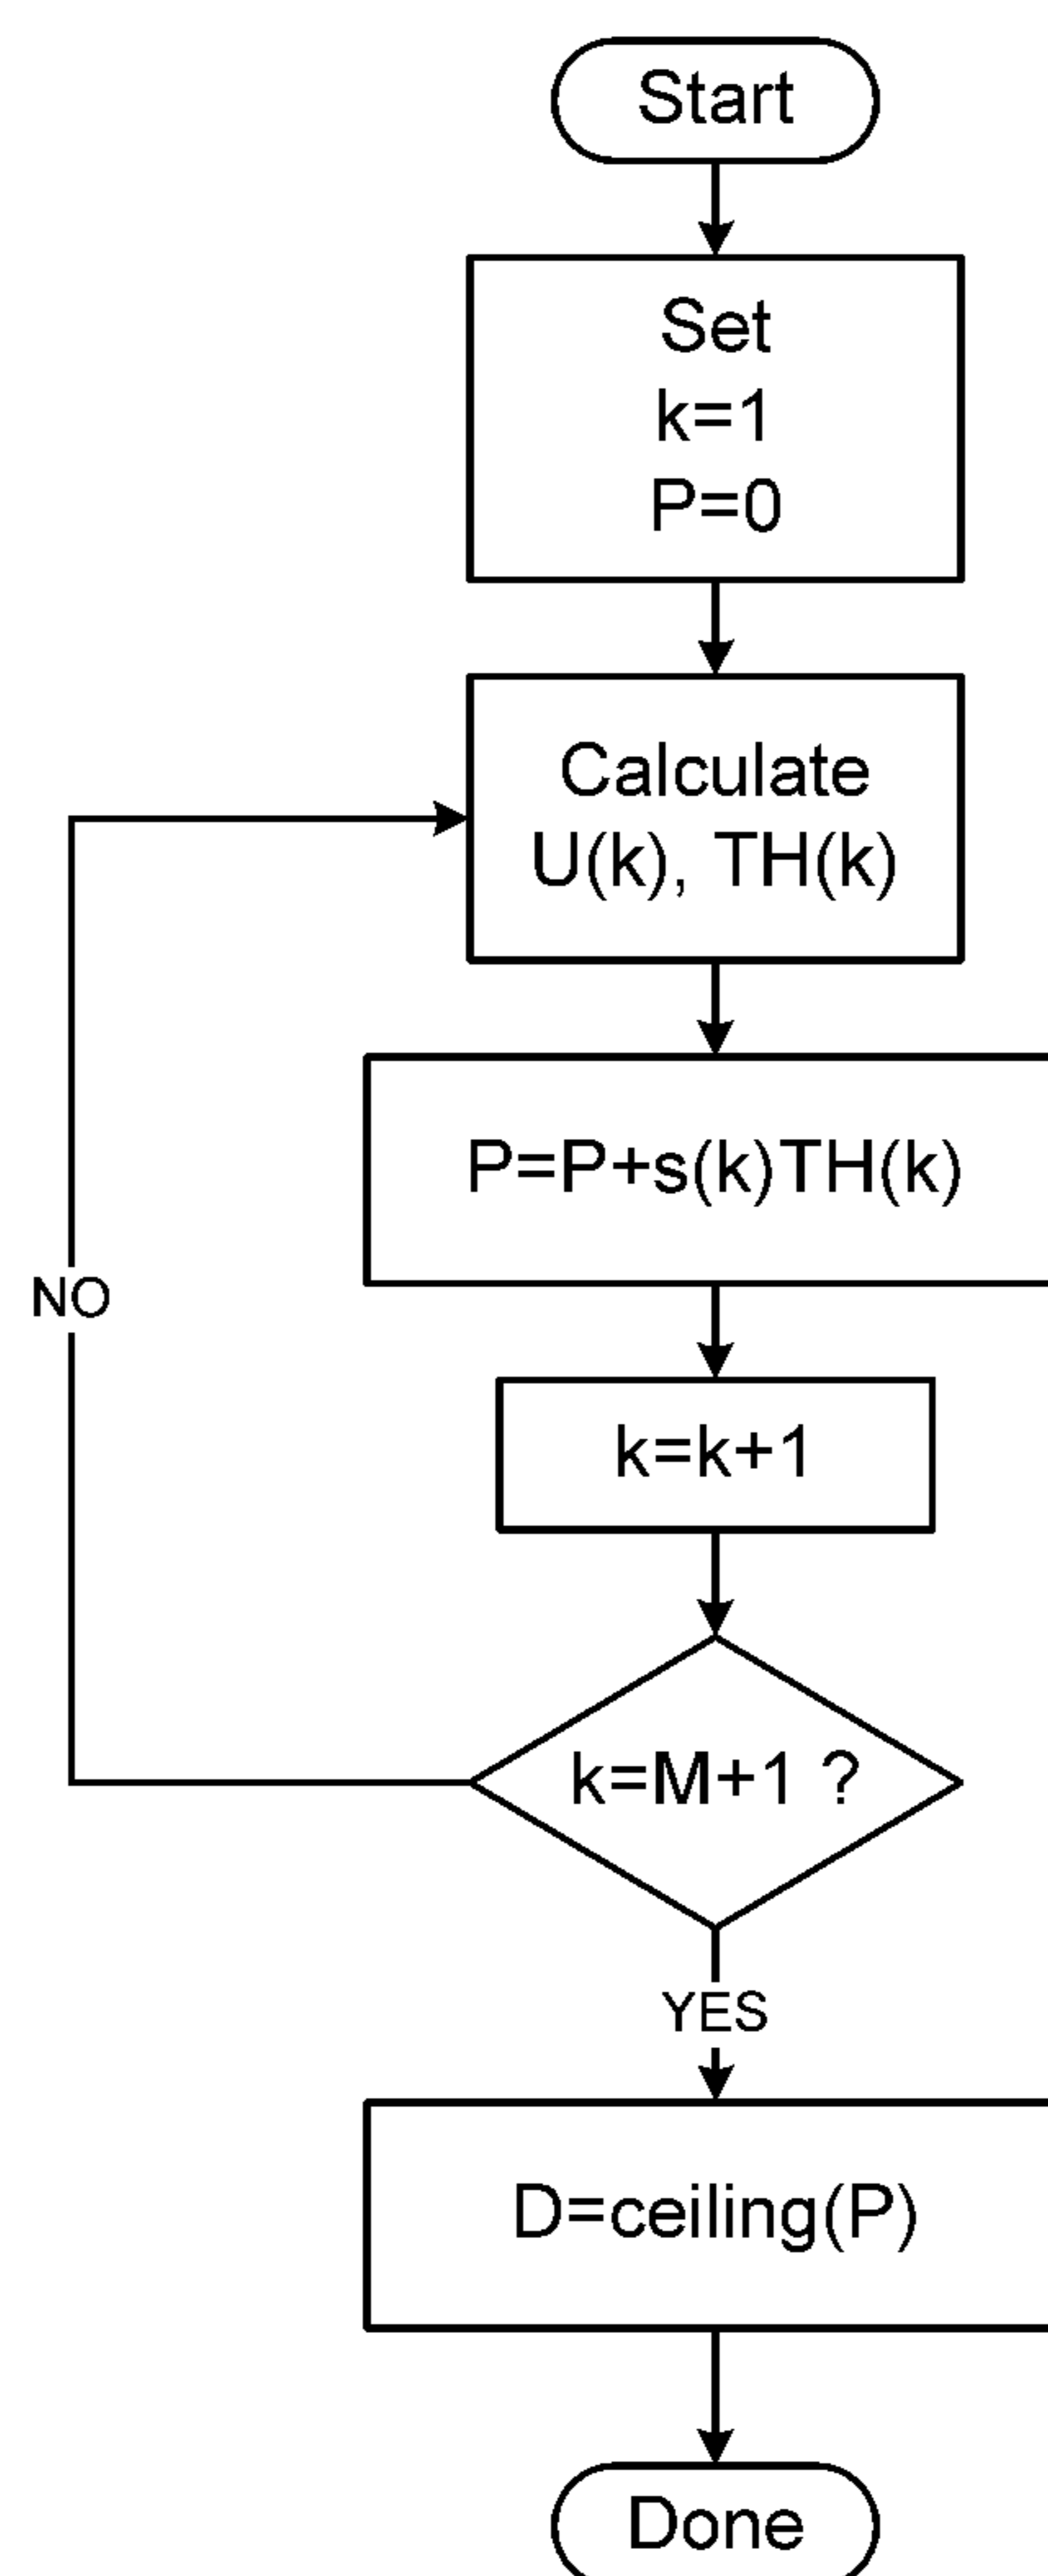 Start
Set
k=1
P=0
Calculate
U(k), TH(k)
P=P+s(k)TH(k)
NO
k=k+1
k=M+1 ?
YES
D=ceiling(P)
Done